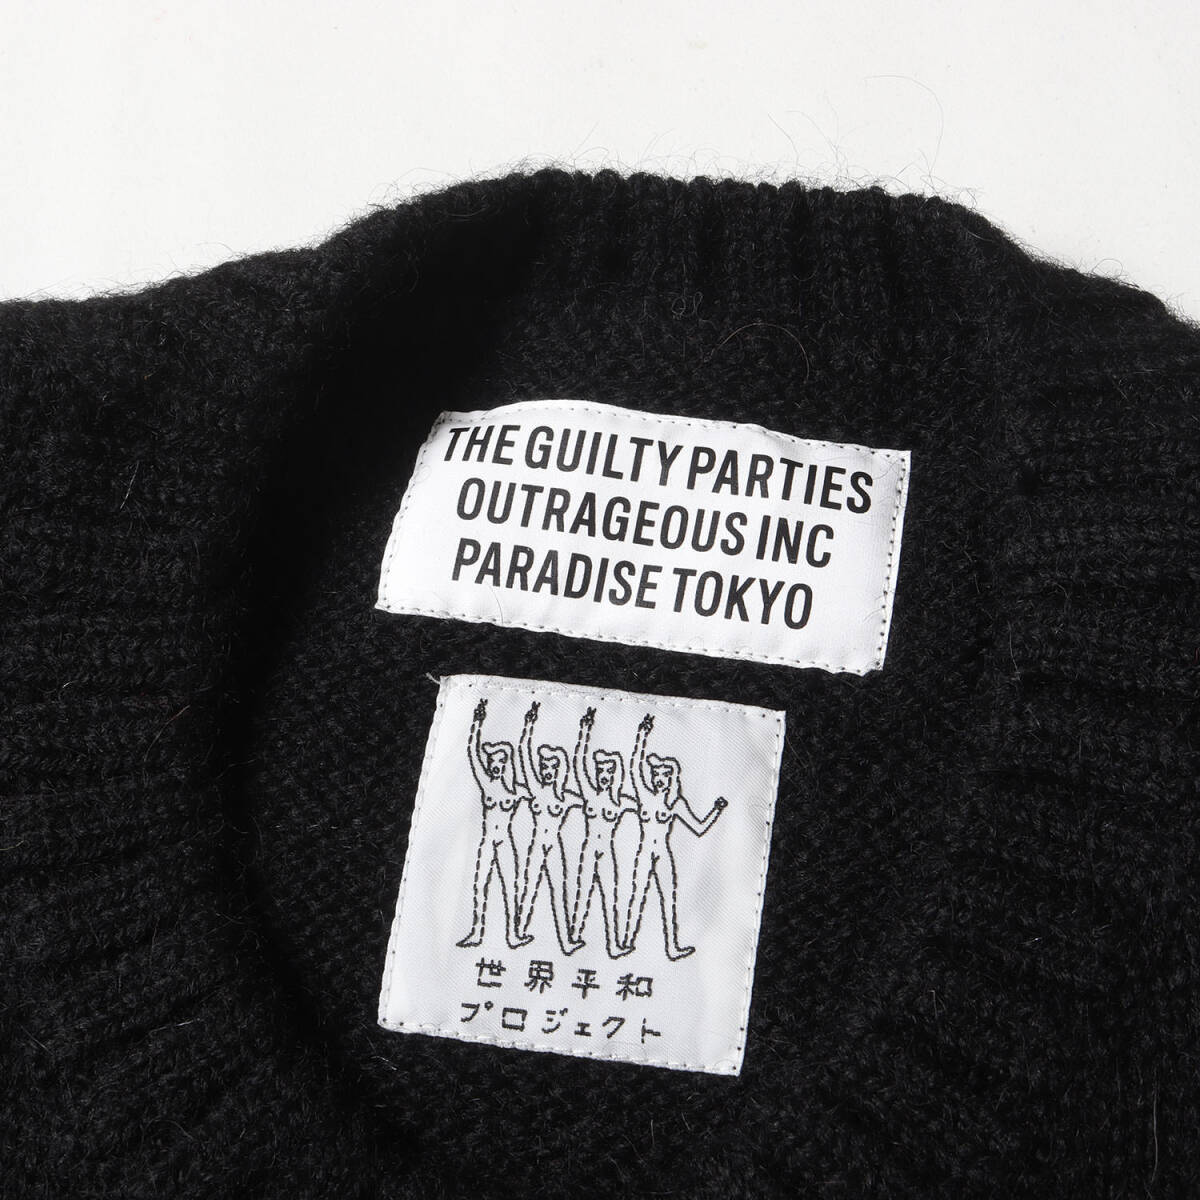 THE GUILTY PARTIES
OUTRAGEOUS INC
PARADISE TOKYO
世界平和
プロジェクト